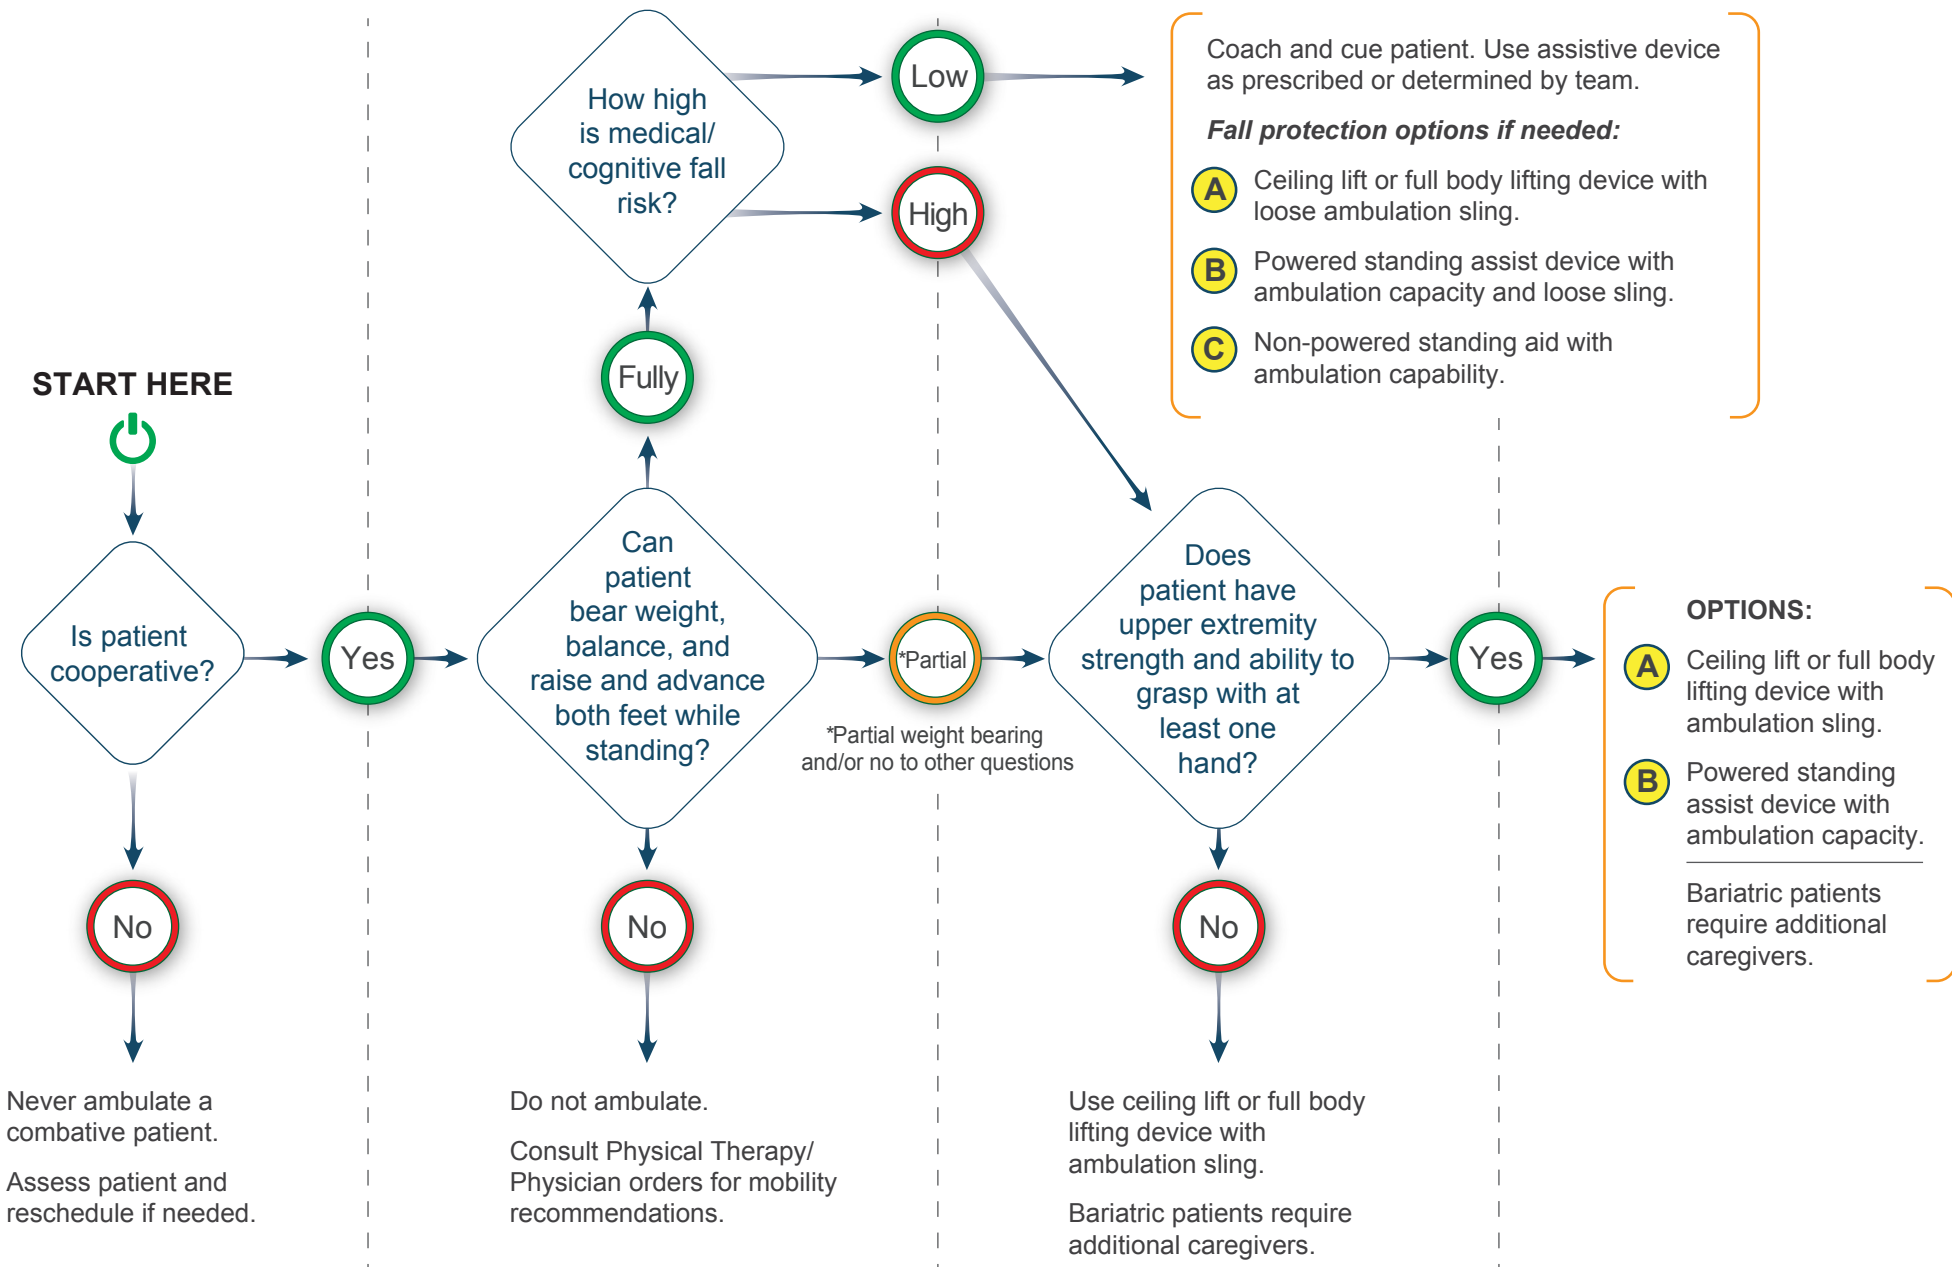 START HERE
Is patient
cooperative?
No
Never ambulate a
combative patient.
Assess patient and
reschedule if needed.
Yes
Can
patient
bear weight,
balance, and
raise and advance
both feet while
standing?
No
Do not ambulate.
Consult Physical Therapy/
Physician orders for mobility
recommendations.
Fully
How high
is medical/
cognitive fall
risk?
Low
High
Coach and cue patient. Use assistive device
as prescribed or determined by team.
Fall protection options if needed:
A
Ceiling lift or full body lifting device with
loose ambulation sling.
B
Powered standing assist device with
ambulation capacity and loose sling.
C
Non-powered standing aid with
ambulation capability.
*Partial
*Partial weight bearing
and/or no to other questions
Does
patient have
upper extremity
strength and ability to
grasp with at
least one
hand?
No
Use ceiling lift or full body
lifting device with
ambulation sling.
Bariatric patients require
additional caregivers.
Yes
OPTIONS:
A
Ceiling lift or full body
lifting device with
ambulation sling.
B
Powered standing
assist device with
ambulation capacity.
Bariatric patients
require additional
caregivers.